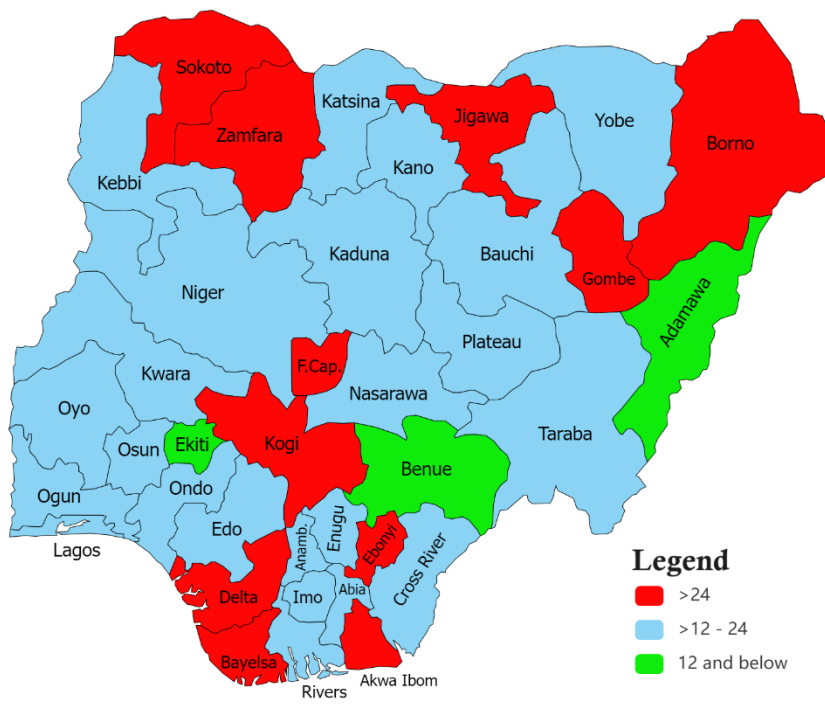 Sokoto
Katsina
Jigawa
Yobe
Borno
Zamfara
Kano
Kebbi
Kaduna
Bauchi
Gombe
Niger
Adamawa
Plateau
F.Cap.
Kwara
Nasarawa
Oyo
Taraba
Ekiti
Kogi
Osun
Benue
Ondo
Ogun
Edo
Enugu
Anamb.
Ebonyi
Cross River
Lagos
Delta
Imo
Abia
Bayelsa
Rivers
Akwa Ibom
Legend
>24
>12 - 24
12 and below